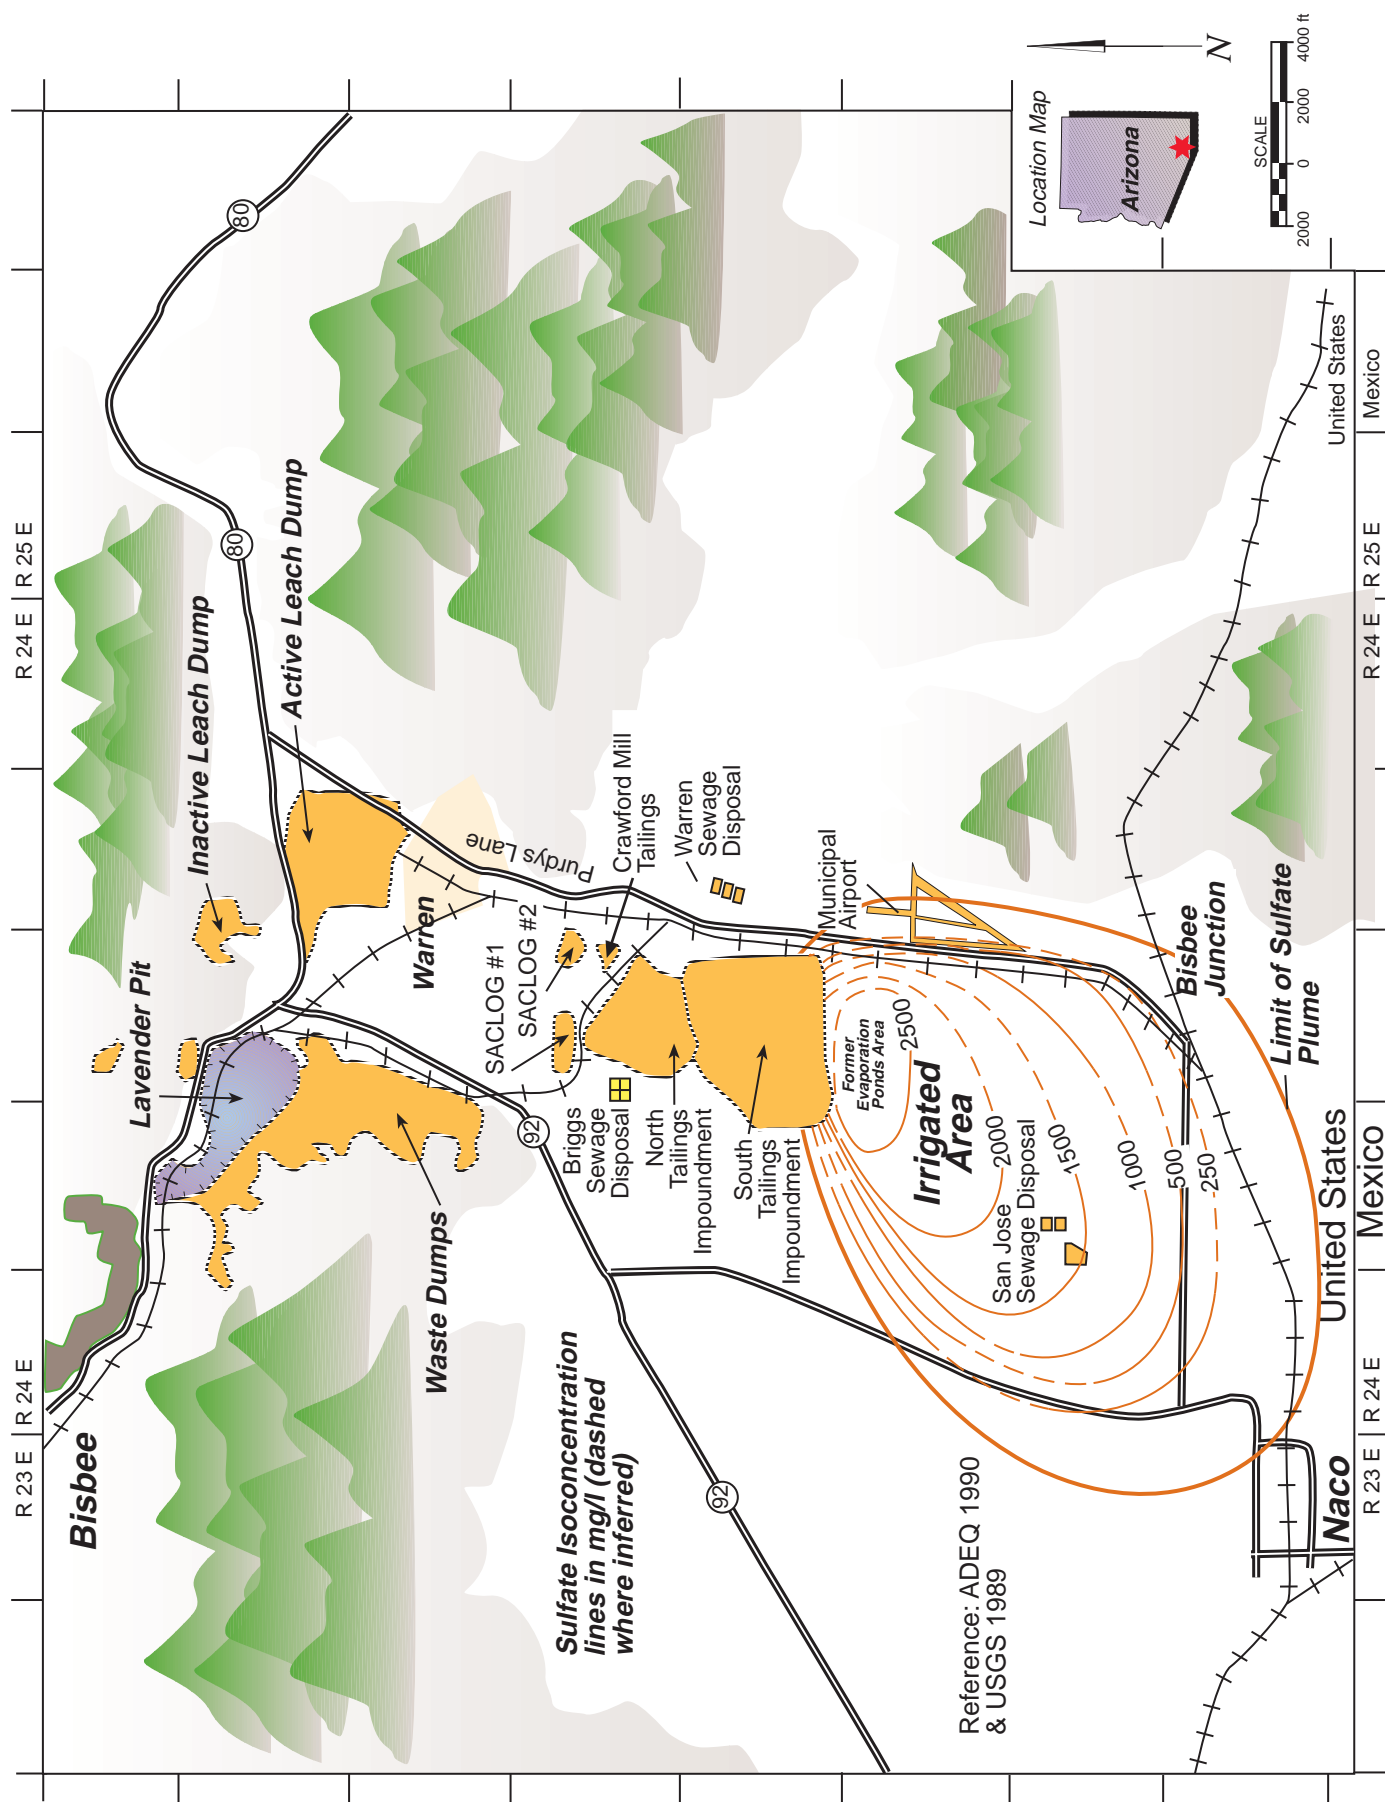 R 23 E
R 24 E
R 24 E
R 25 E
Bisbee
Lavender Pit
Inactive Leach Dump
Active Leach Dump
80
80
Waste Dumps
Warren
Purdys Lane
92
92
SACLOG #1
SACLOG #2
Crawford Mill
Tailings
Warren
Sewage
Disposal
Briggs
Sewage
Disposal
North
Tailings
Impoundment
South
Tailings
Impoundment
Municipal
Airport
Sulfate Isoconcentration
lines in mg/l (dashed
where inferred)
Former
Evaporation
Ponds Area
2500
Irrigated
Area
2000
1500
1000
500
250
San Jose
Sewage Disposal
Bisbee
Junction
Limit of Sulfate
Plume
Reference: ADEQ 1990
& USGS 1989
Naco
United States
Mexico
United States
Mexico
R 23 E
R 24 E
R 24 E
R 25 E
Location Map
Arizona
N
SCALE
2000
0
2000
4000 ft